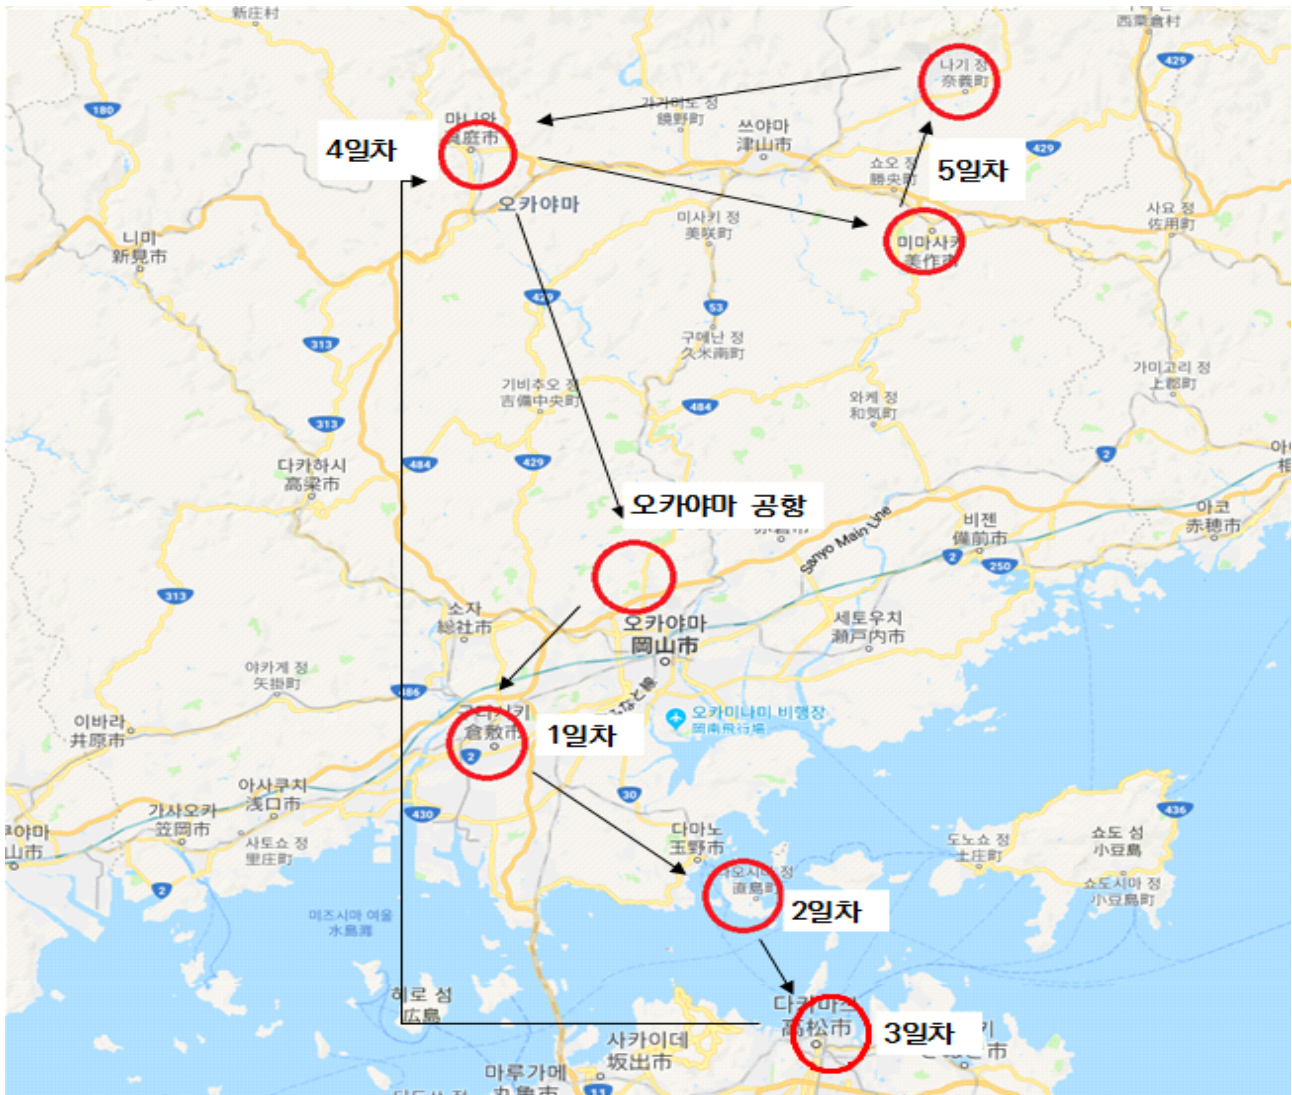 新庄村
西粟倉村
429
나기 정
奈義町
180
마니와
真庭市
가가미노 정
鏡野町
쓰야마
津山市
4일차
쇼오 정
勝央町
429
5일차
오카야마
미사키 정
美咲町
사요 정
佐用町
니미
新見市
미마사카
美作市
429
53
313
구메난 정
久米南町
가미고리 정
上郡町
기비추오 정
吉備中央町
와케 정
和気町
484
313
2
다카하시
高梁市
484
429
오카야마 공항
Sanyo Main Line
비젠
備前市
아코
赤穂市
2
250
313
소자
総社市
오카야마
岡山市
세토우치
瀬戸内市
야카게 정
矢掛町
486
이바라
井原市
倉敷市
1일차
오카미나미 비행장
岡南飛行場
2
아사쿠치
浅口市
30
가사오카
笠岡市
430
사토쇼 정
里庄町
다마노
玉野市
436
도노쇼 정
土庄町
쇼도 섬
小豆島
쇼도시마 정
小豆島町
2
直島町
2일차
미즈시마 여울
水島灘
히로 섬
広島
高松市
3일차
사카이데
坂出市
마루가메
丸亀市
11